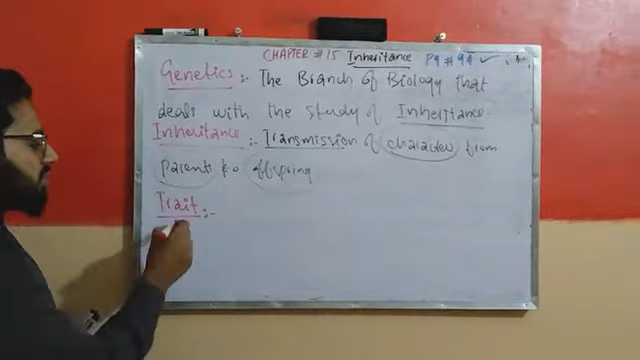 CHAPTER # 15 Inheritance Pg # 94
Genetics :- The Branch of Biology that
deals with the study of Inheritance
Inheritance :- Transmission of character from
parents to offspring
Trait :-